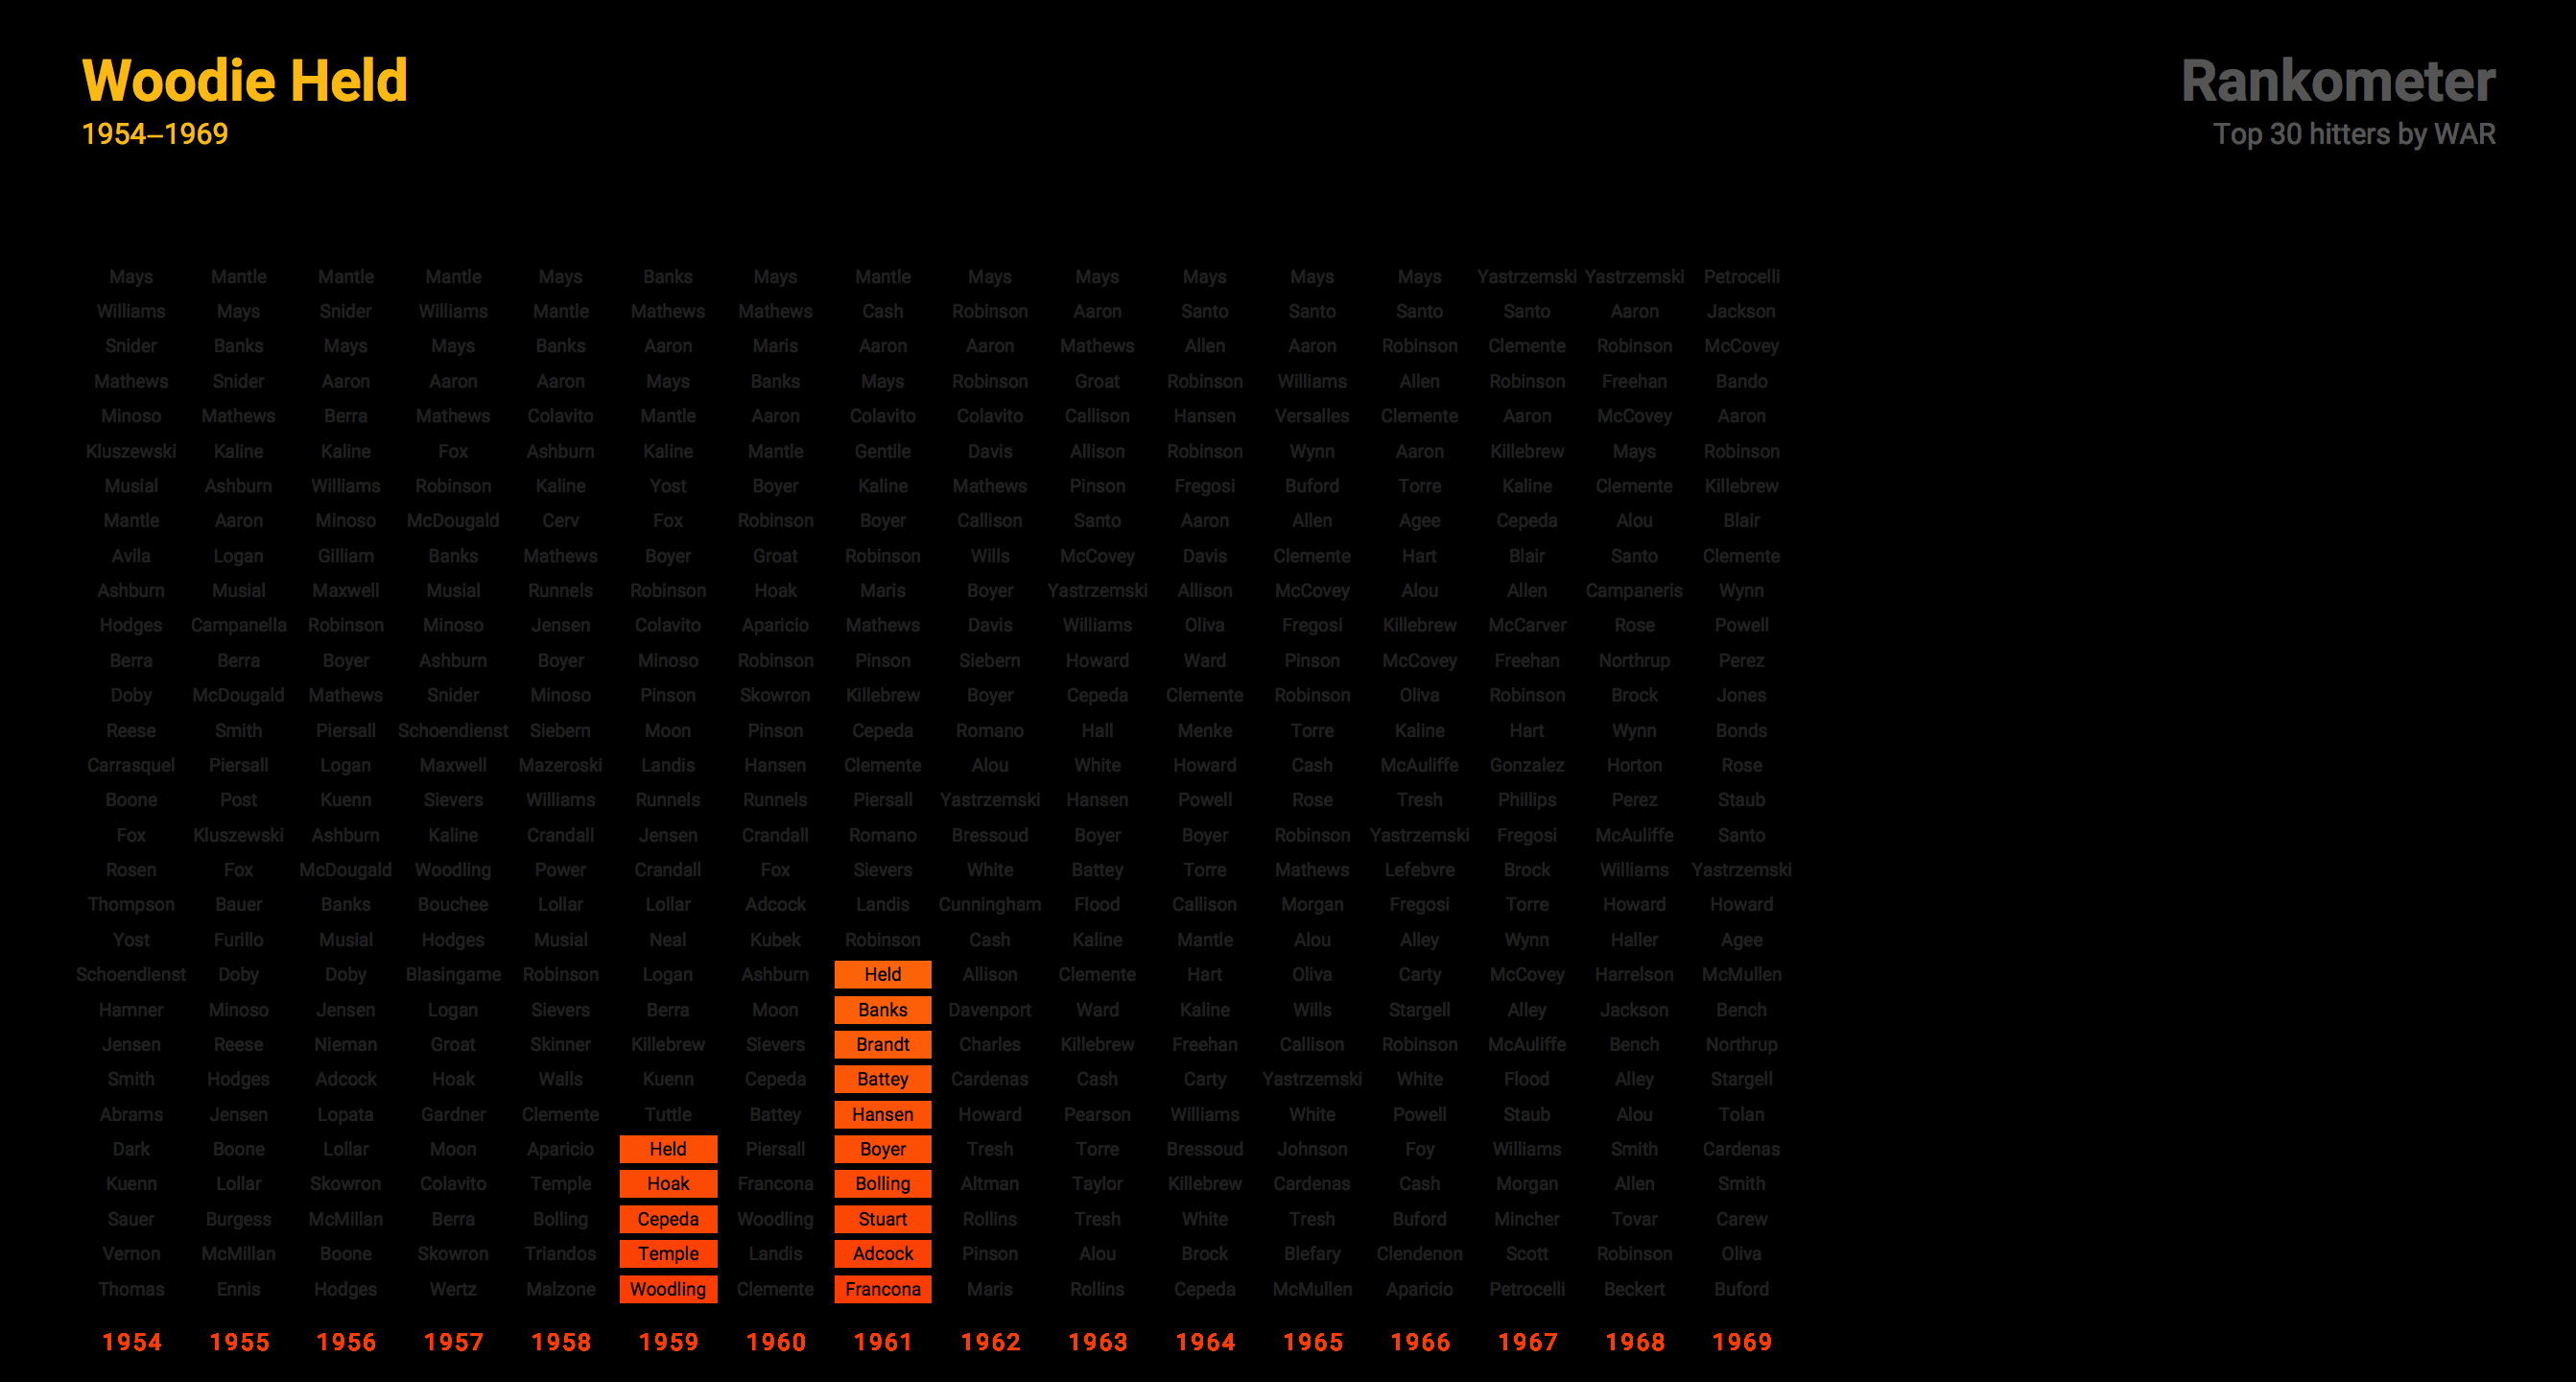 Woodie Held
1954–1969
Rankometer
Top 30 hitters by WAR
Mays Mantle Mantle Mantle Mays Banks Mays Mantle Mays Mays Mays Mays Mays Yastrzemski Yastrzemski Petrocelli
Williams Mays Snider Williams Mantle Mathews Mathews Cash Robinson Aaron Santo Santo Santo Santo Aaron Jackson
Snider Banks Mays Mays Banks Aaron Maris Aaron Aaron Mathews Allen Aaron Robinson Clemente Robinson McCovey
Mathews Snider Aaron Aaron Aaron Mays Banks Mays Robinson Groat Robinson Williams Allen Robinson Freehan Bando
Minoso Mathews Berra Mathews Colavito Mantle Aaron Colavito Colavito Callison Hansen Versalles Clemente Aaron McCovey Aaron
Kluszewski Kaline Kaline Fox Ashburn Kaline Mantle Gentile Davis Allison Robinson Wynn Aaron Killebrew Mays Robinson
Musial Ashburn Williams Robinson Kaline Yost Boyer Kaline Mathews Pinson Fregosi Buford Torre Kaline Clemente Killebrew
Mantle Aaron Minoso McDougald Cerv Fox Robinson Boyer Callison Santo Aaron Allen Agee Cepeda Alou Blair
Avila Logan Gilliam Banks Mathews Boyer Groat Robinson Wills McCovey Davis Clemente Hart Blair Santo Clemente
Ashburn Musial Maxwell Musial Runnels Robinson Hoak Maris Boyer Yastrzemski Allison McCovey Alou Allen Campaneris Wynn
Hodges Campanella Robinson Minoso Jensen Colavito Aparicio Mathews Davis Williams Oliva Fregosi Killebrew McCarver Rose Powell
Berra Berra Boyer Ashburn Boyer Minoso Robinson Pinson Siebern Howard Ward Pinson McCovey Freehan Northrup Perez
Doby McDougald Mathews Snider Minoso Pinson Skowron Killebrew Boyer Cepeda Clemente Robinson Oliva Robinson Brock Jones
Reese Smith Piersall Schoendienst Siebern Moon Pinson Cepeda Romano Hall Menke Torre Kaline Hart Wynn Bonds
Carrasquel Piersall Logan Maxwell Mazeroski Landis Hansen Clemente Alou White Howard Cash McAuliffe Gonzalez Horton Rose
Boone Post Kuenn Sievers Williams Runnels Runnels Piersall Yastrzemski Hansen Powell Rose Tresh Phillips Perez Staub
Fox Kluszewski Ashburn Kaline Crandall Jensen Crandall Romano Bressoud Boyer Boyer Robinson Yastrzemski Fregosi McAuliffe Santo
Rosen Fox McDougald Woodling Power Crandall Fox Sievers White Battey Torre Mathews Lefebvre Brock Williams Yastrzemski
Thompson Bauer Banks Bouchee Lollar Lollar Adcock Landis Cunningham Flood Callison Morgan Fregosi Torre Howard Howard
Yost Furillo Musial Hodges Musial Neal Kubek Robinson Cash Kaline Mantle Alou Alley Wynn Haller Agee
Schoendienst Doby Doby Blasingame Robinson Logan Ashburn Held Allison Clemente Hart Oliva Carty McCovey Harrelson McMullen
Hamner Minoso Jensen Logan Sievers Berra Moon Banks Davenport Ward Kaline Wills Stargell Alley Jackson Bench
Jensen Reese Nieman Groat Skinner Killebrew Sievers Brandt Charles Killebrew Freehan Callison Robinson McAuliffe Bench Northrup
Smith Hodges Adcock Hoak Walls Kuenn Cepeda Battey Cardenas Cash Carty Yastrzemski White Flood Alley Stargell
Abrams Jensen Lopata Gardner Clemente Tuttle Battey Hansen Howard Pearson Williams White Powell Staub Alou Tolan
Dark Boone Lollar Moon Aparicio Held Piersall Boyer Tresh Torre Bressoud Johnson Foy Williams Smith Cardenas
Kuenn Lollar Skowron Colavito Temple Hoak Francona Bolling Altman Taylor Killebrew Cardenas Cash Morgan Allen Smith
Sauer Burgess McMillan Berra Bolling Cepeda Woodling Stuart Rollins Tresh White Tresh Buford Mincher Tovar Carew
Vernon McMillan Boone Skowron Triandos Temple Landis Adcock Pinson Alou Brock Blefary Clendenon Scott Robinson Oliva
Thomas Ennis Hodges Wertz Malzone Woodling Clemente Francona Maris Rollins Cepeda McMullen Aparicio Petrocelli Beckert Buford
1954 1955 1956 1957 1958 1959 1960 1961 1962 1963 1964 1965 1966 1967 1968 1969